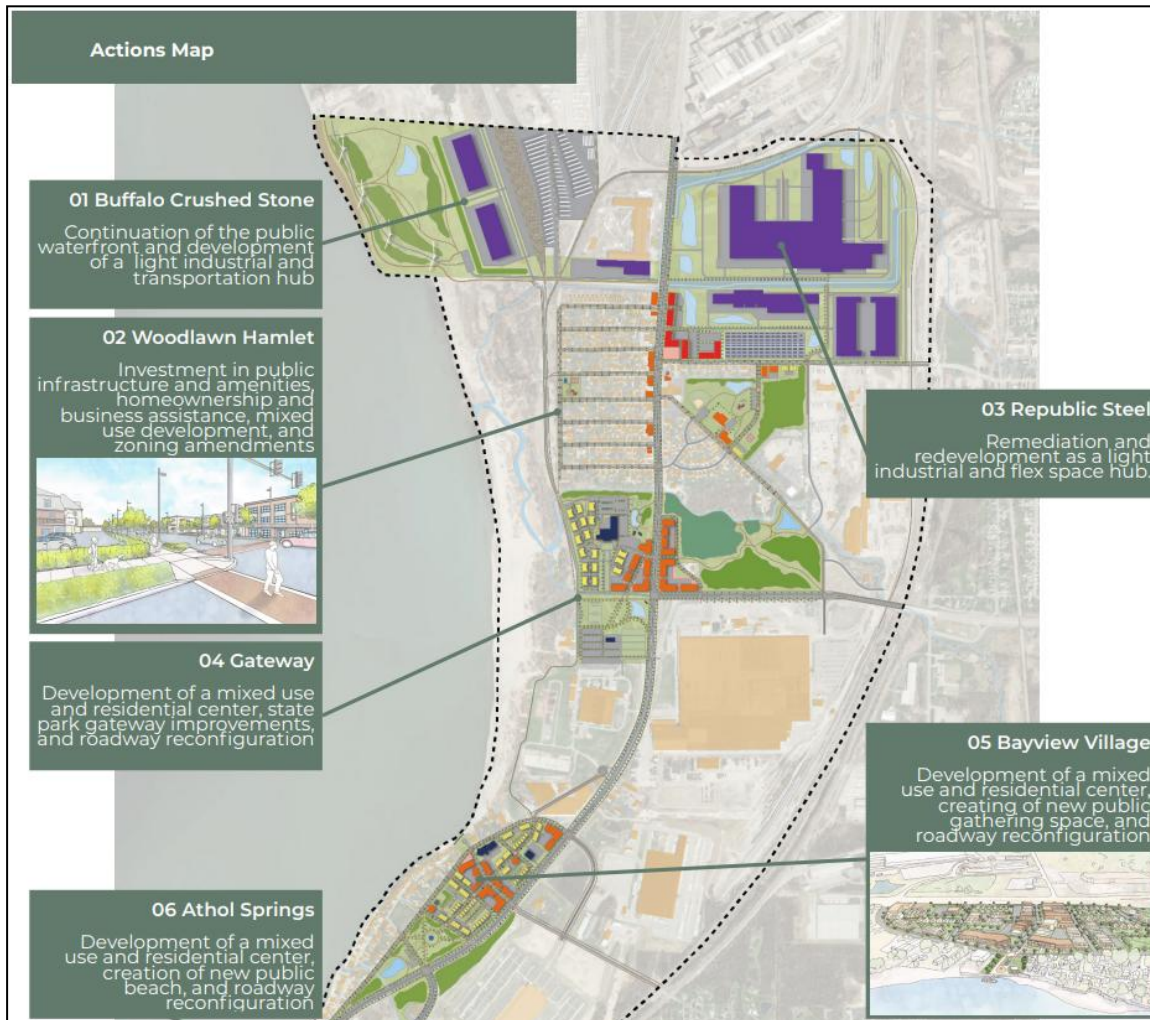 Actions Map
01 Buffalo Crushed Stone
Continuation of the public
waterfront and development
of a light industrial and
transportation hub
02 Woodlawn Hamlet
Investment in public
infrastructure and amenities,
homeownership and
business assistance, mixed
use development, and
zoning amendments
03 Republic Steel
Remediation and
redevelopment as a light
industrial and flex space hub.
04 Gateway
Development of a mixed use
and residential center, state
park gateway improvements,
and roadway reconfiguration
05 Bayview Village
Development of a mixed
use and residential center,
creating of new public
gathering space, and
roadway reconfiguration
06 Athol Springs
Development of a mixed
use and residential center,
creation of new public
beach, and roadway
reconfiguration